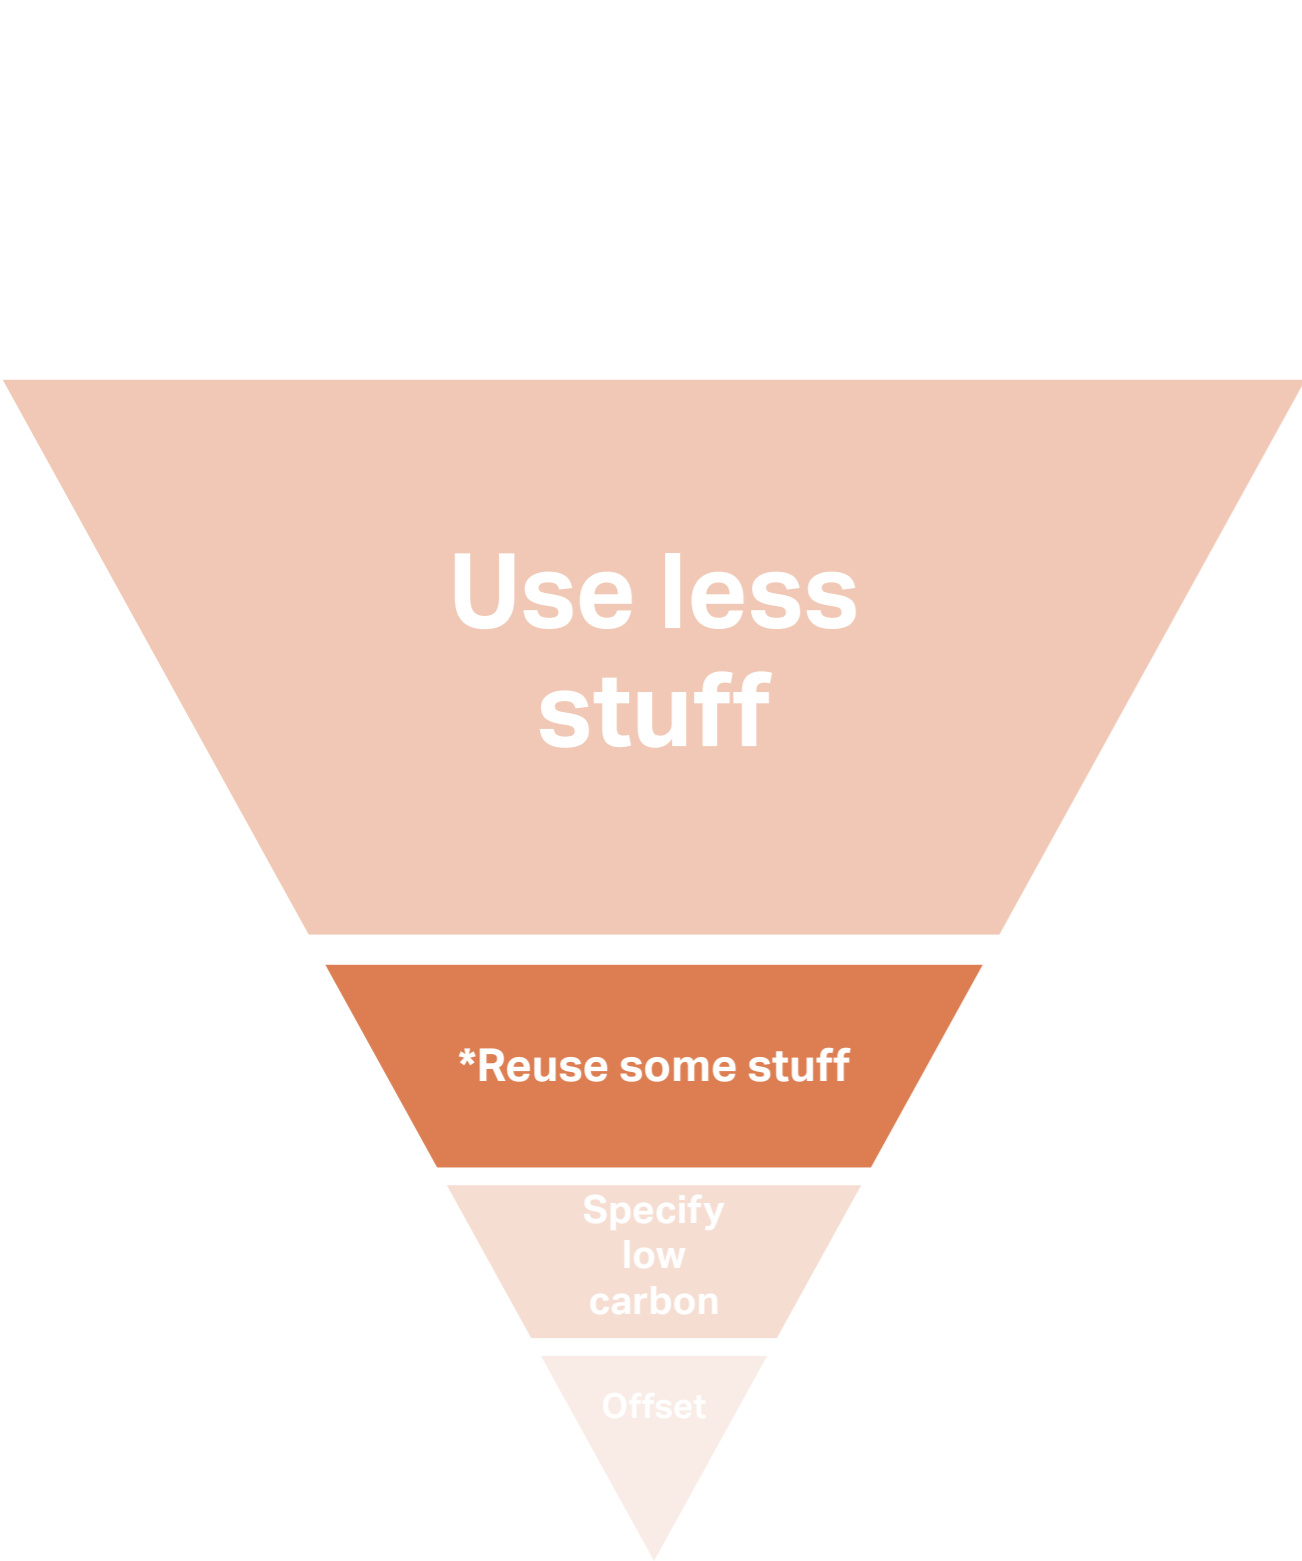 Use less
stuff
*Reuse some stuff
Specify
low
carbon
Offset